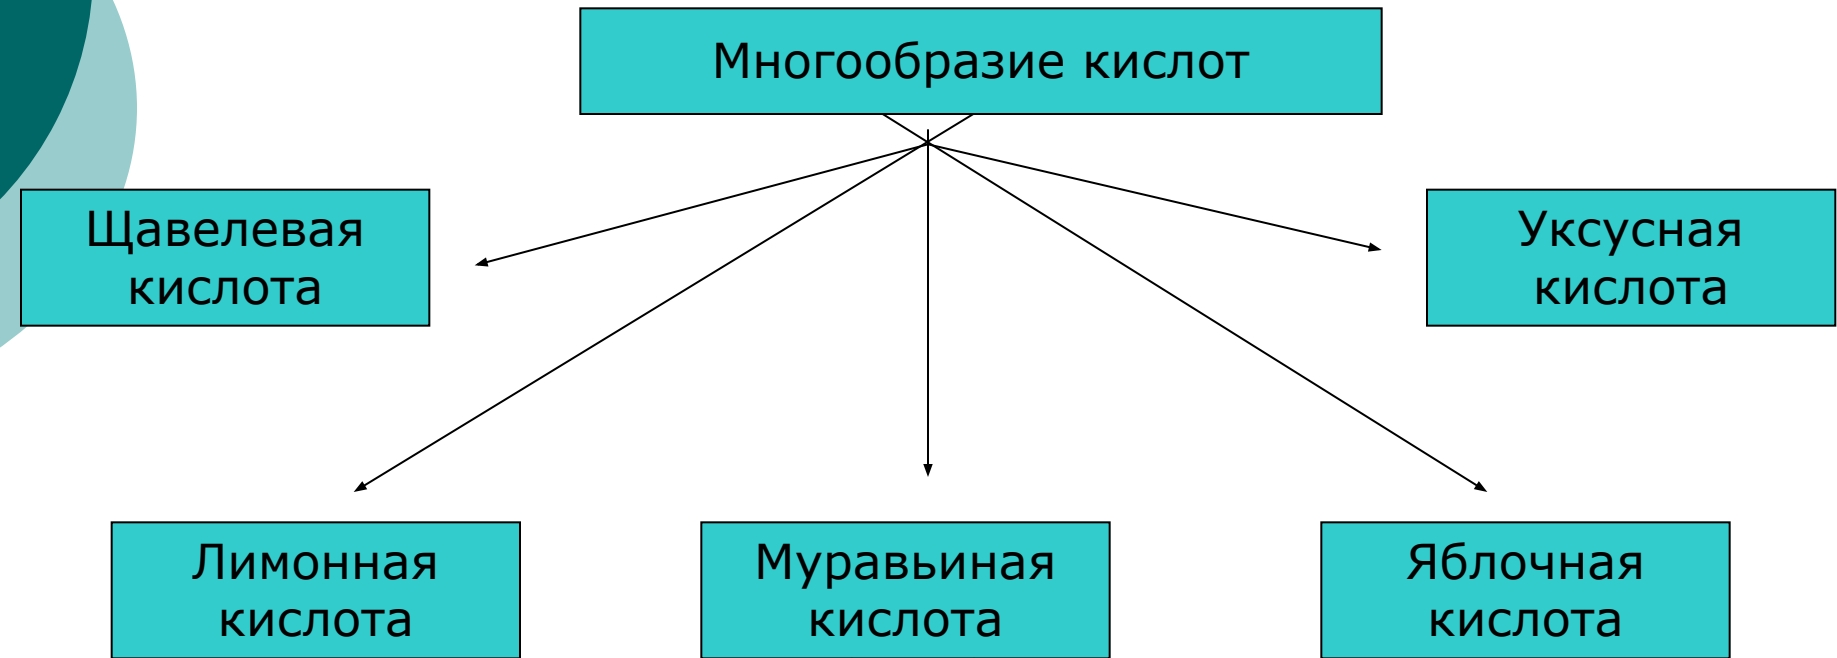 Многообразие кислот
Щавелевая
кислота
Уксусная
кислота
Лимонная
кислота
Муравьиная
кислота
Яблочная
кислота